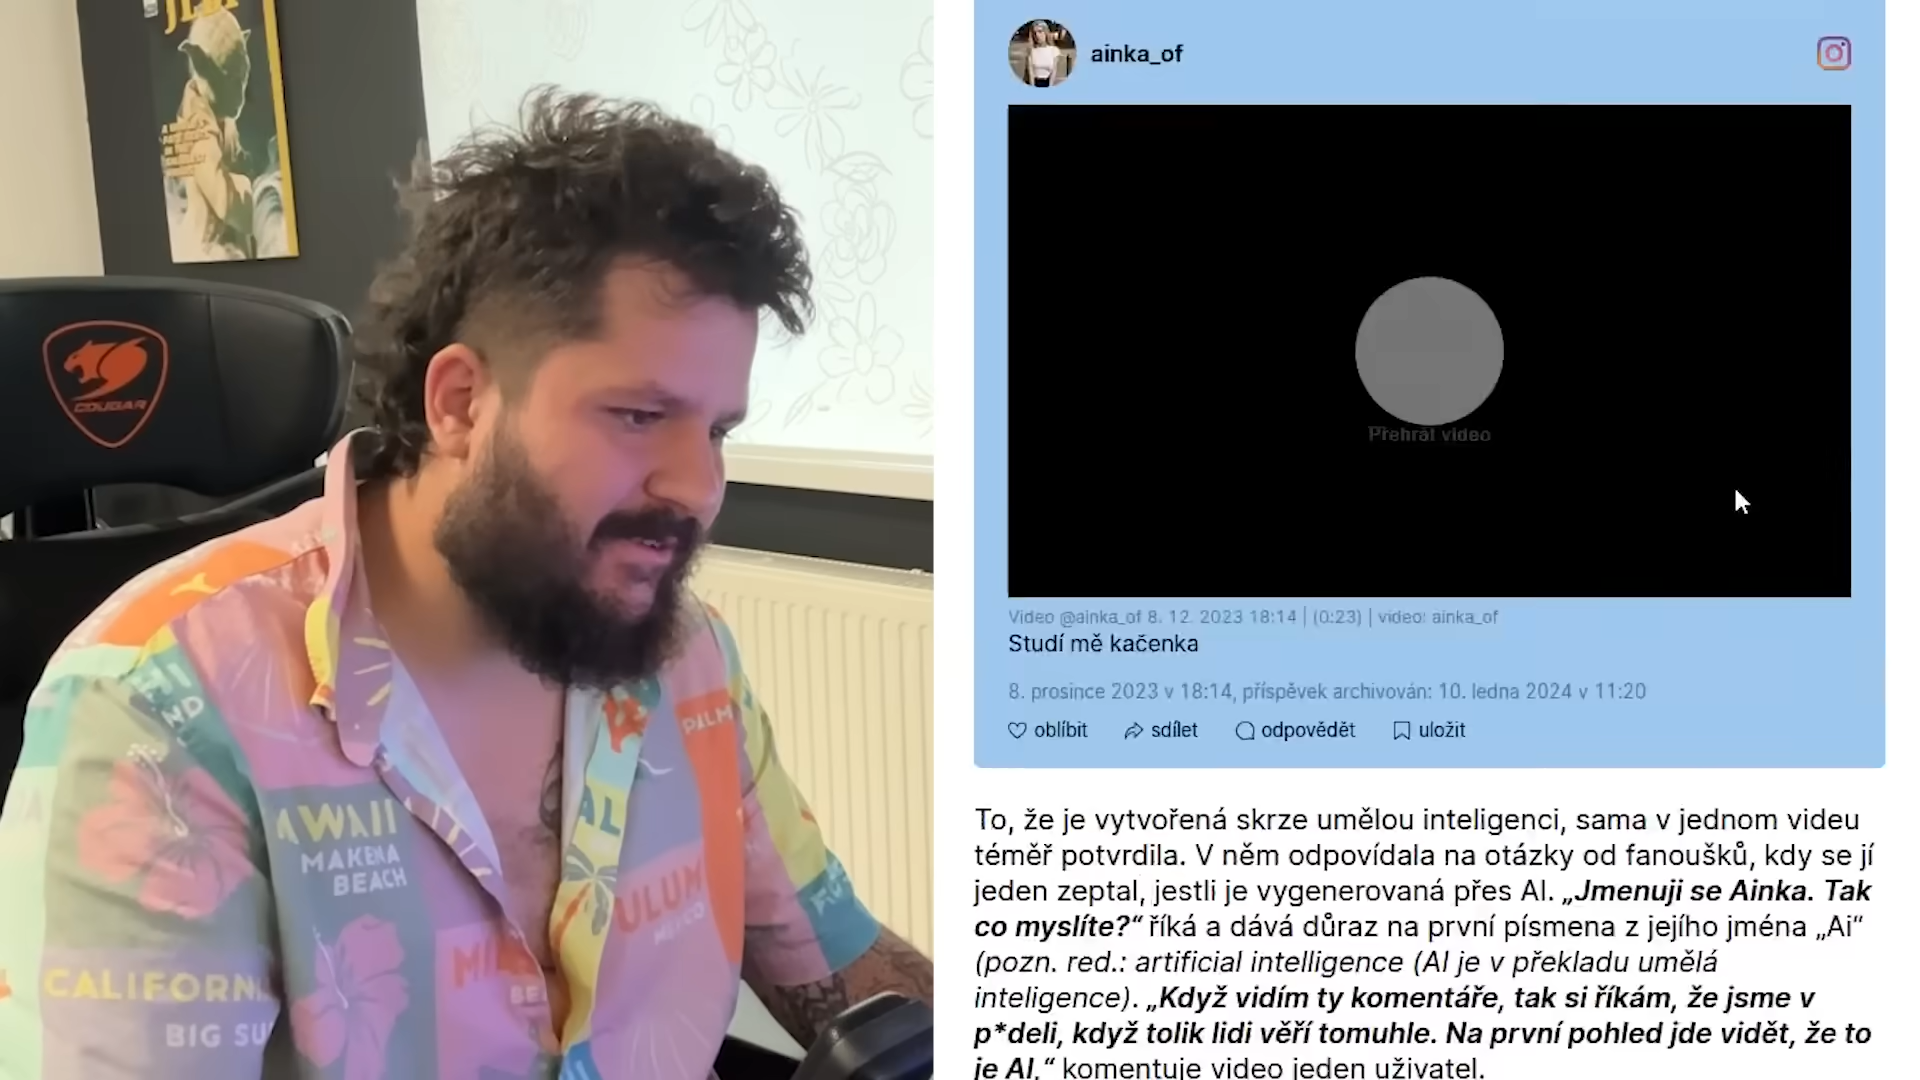 JEDI
COUGAR
AWAII
MAKENA
BEACH
CALIFORNI
BIG SU
PALM
ULUM
MEXICO
ainka_of
Přehrát video
Video @ainka_of 8. 12. 2023 18:14 | (0:23) | video: ainka_of
Studí mě kačenka
8. prosince 2023 v 18:14, příspěvek archivován: 10. ledna 2024 v 11:20
oblíbit sdílet odpovědět uložit
To, že je vytvořená skrze umělou inteligenci, sama v jednom videu
téměř potvrdila. V něm odpovídala na otázky od fanoušků, kdy se jí
jeden zeptal, jestli je vygenerovaná přes AI. „Jmenuji se Ainka. Tak
co myslíte?“ říká a dává důraz na první písmena z jejího jména „Ai“
(pozn. red.: artificial intelligence (AI je v překladu umělá
inteligence). „Když vidím ty komentáře, tak si říkám, že jsme v
p*deli, když tolik lidi věří tomuhle. Na první pohled jde vidět, že to
je AI,“ komentuje video jeden uživatel.